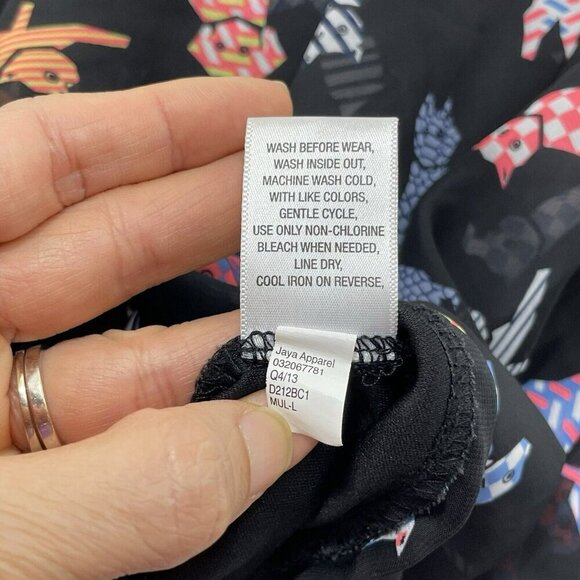 WASH BEFORE WEAR,
WASH INSIDE OUT,
MACHINE WASH COLD,
WITH LIKE COLORS,
GENTLE CYCLE,
USE ONLY NON-CHLORINE
BLEACH WHEN NEEDED,
LINE DRY,
COOL IRON ON REVERSE,
Jaya Apparel
032067781
Q4/13
D212BC1
MUL-L